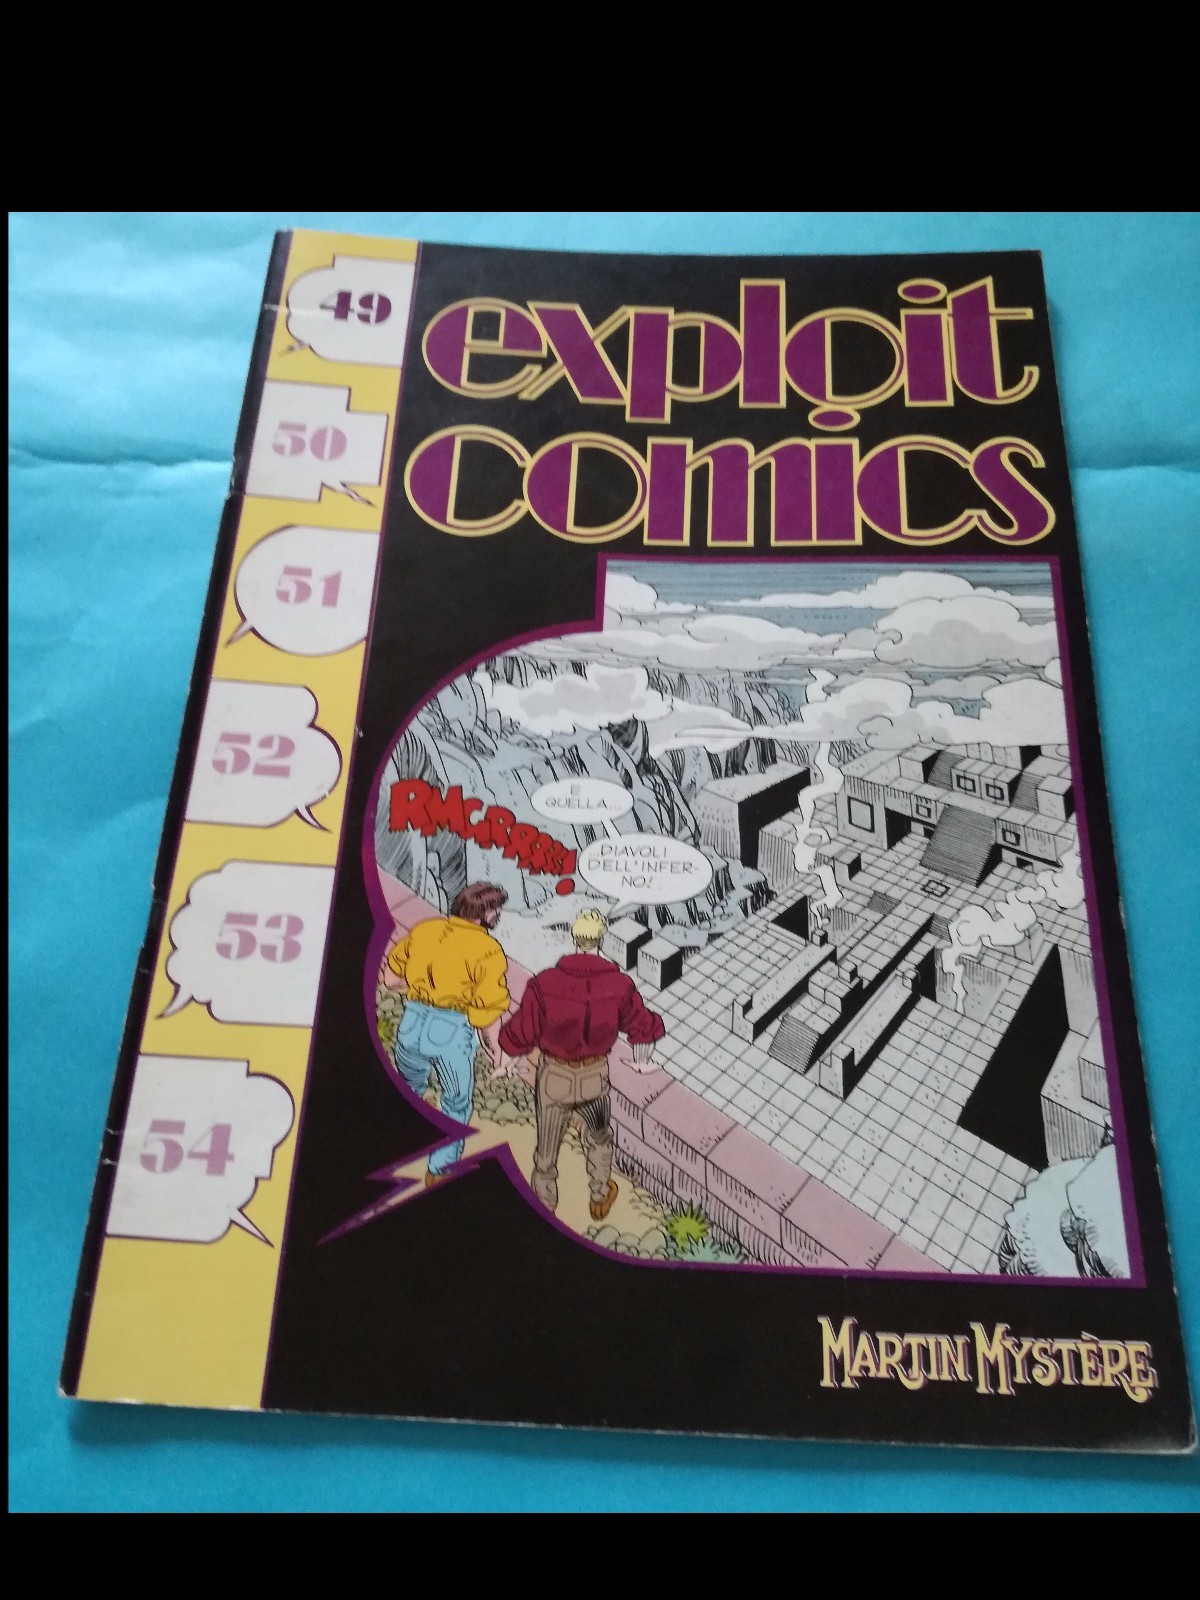 49
50
51
52
53
54
exploit
comics
RMGRRRR!
E
QUELLA...
DIAVOLI
DELL'INFER-
NO!
MARTIN MYSTÈRE